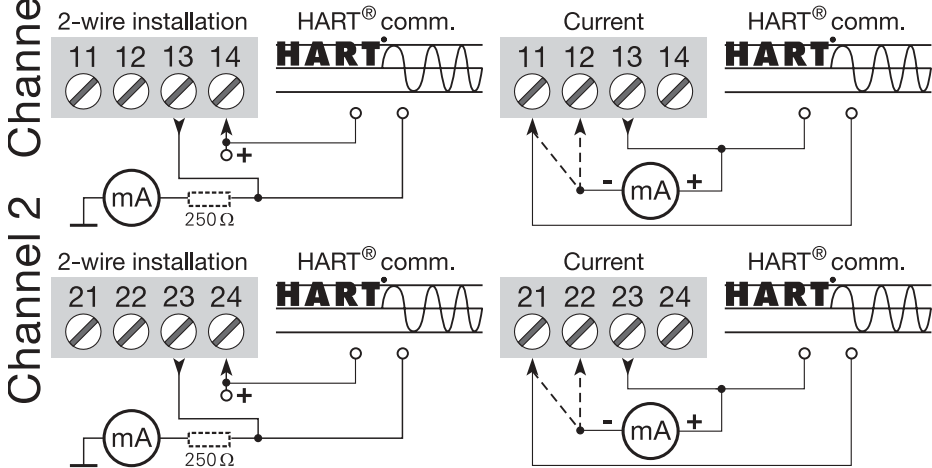 Channe
2-wire installation
HART® comm.
11 12 13 14
HART
+
mA
250 Ω
Current
HART® comm.
11 12 13 14
HART
- mA +
Channel 2
2-wire installation
HART® comm.
21 22 23 24
HART
+
mA
250 Ω
Current
HART® comm.
21 22 23 24
HART
- mA +